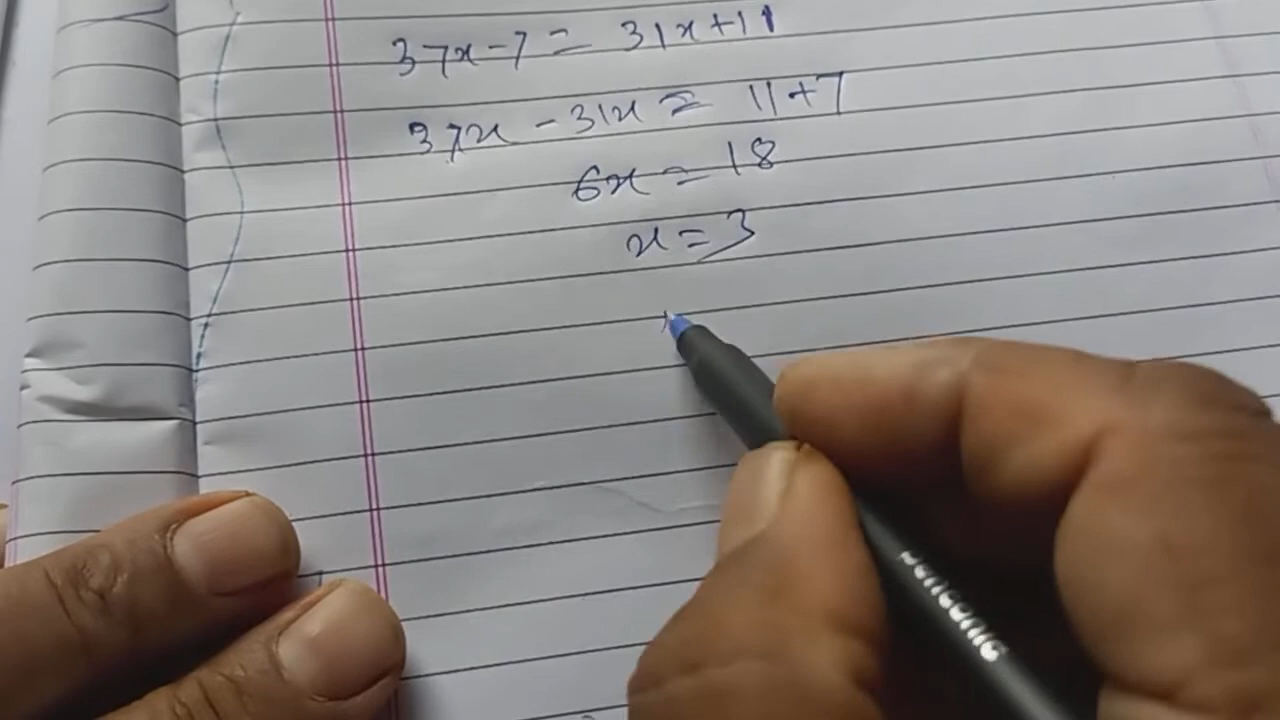 37x-7 = 31x+11
37x - 31x = 11+7
6x = 18
x = 3